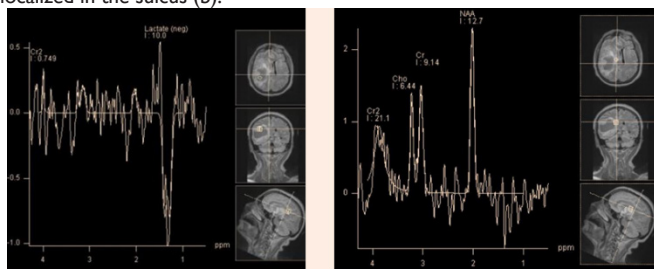 localized in the sulcus (b).
Lactate (neg)
I : 10.0
Cr2
I : 0.749
0.5
0.0
-0.5
-1.0
4 3 2 1 ppm
NAA
I : 12.7
Cr
I : 9.14
Cho
I : 6.44
Cr2
I : 21.1
2
1
0
4 3 2 1 ppm